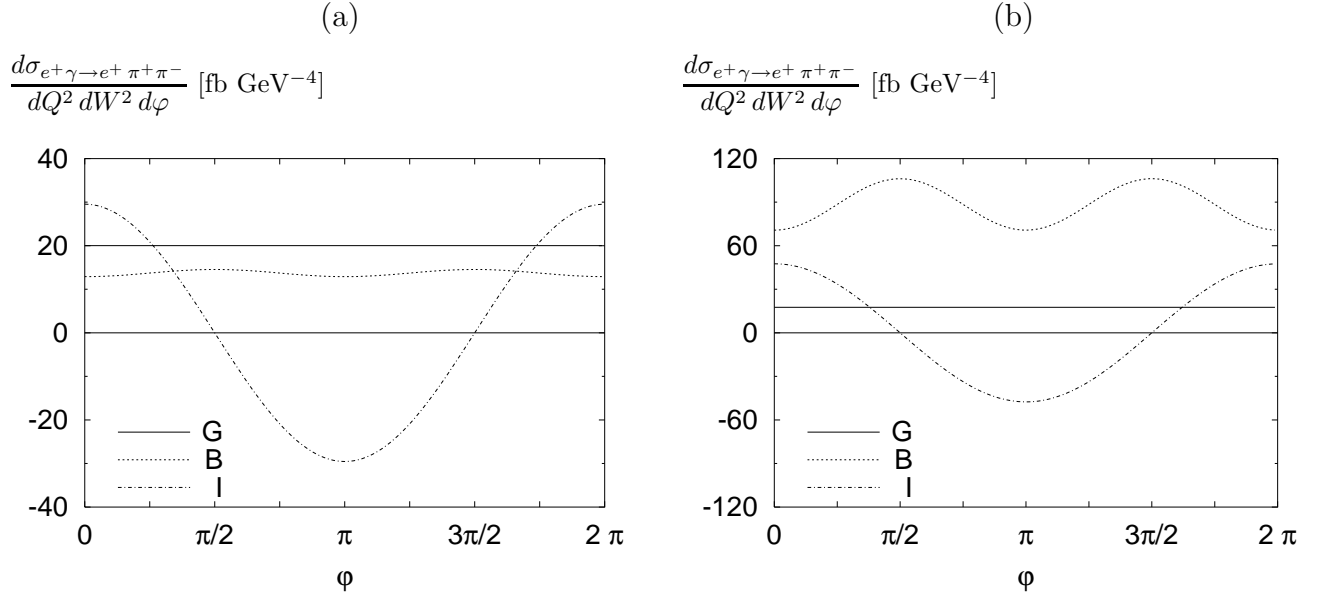 (a)
dσ_{e⁺γ→e⁺ π⁺π⁻} / dQ² dW² dφ [fb GeV⁻⁴]
40
20
0
-20
-40
G
B
I
0 π/2 π 3π/2 2 π
φ
(b)
dσ_{e⁺γ→e⁺ π⁺π⁻} / dQ² dW² dφ [fb GeV⁻⁴]
120
60
0
-60
-120
G
B
I
0 π/2 π 3π/2 2 π
φ